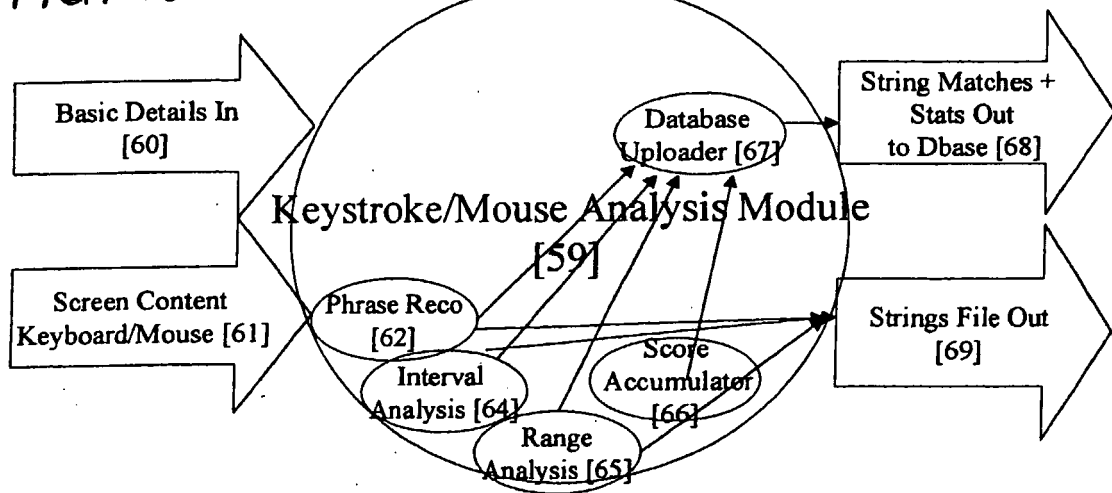 Basic Details In
[60]
String Matches +
Stats Out
to Dbase [68]
Database
Uploader [67]
Keystroke/Mouse Analysis Module
[59]
Screen Content
Keyboard/Mouse [61]
Phrase Reco
[62]
Interval
Analysis [64]
Range
Analysis [65]
Score
Accumulator
[66]
Strings File Out
[69]